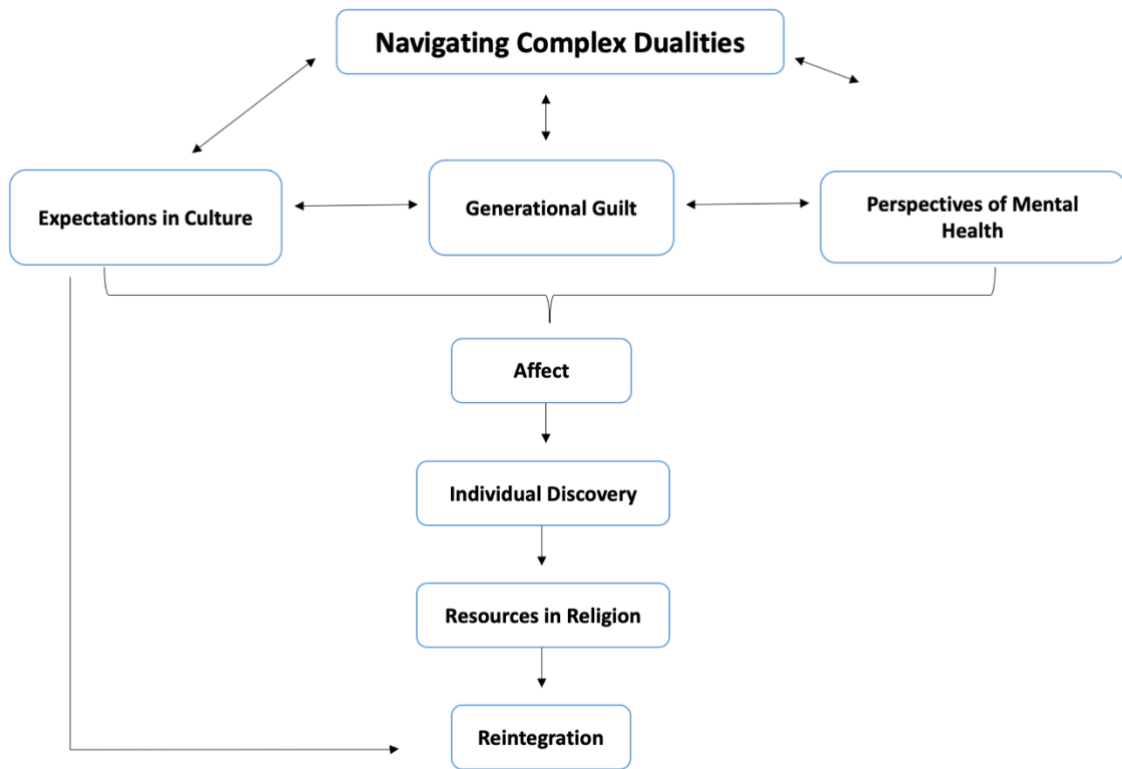 Navigating Complex Dualities
Expectations in Culture
Generational Guilt
Perspectives of Mental
Health
Affect
Individual Discovery
Resources in Religion
Reintegration